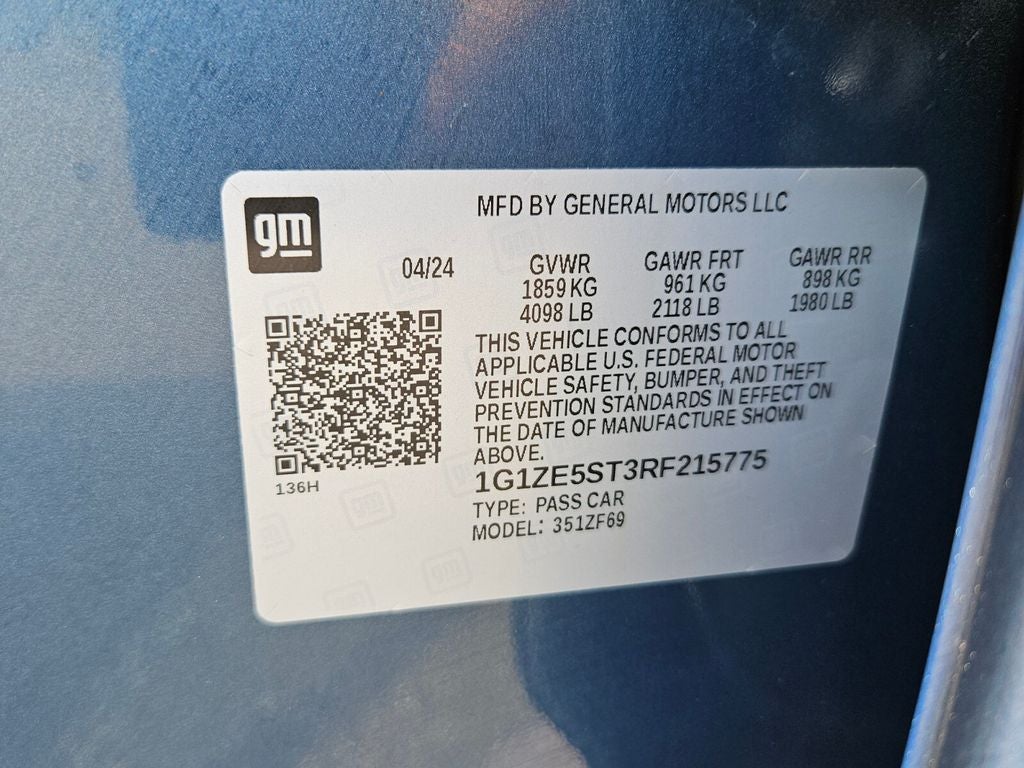 gm
MFD BY GENERAL MOTORS LLC
04/24
GVWR GAWR FRT GAWR RR
1859 KG 961 KG 898 KG
4098 LB 2118 LB 1980 LB
THIS VEHICLE CONFORMS TO ALL
APPLICABLE U.S. FEDERAL MOTOR
VEHICLE SAFETY, BUMPER, AND THEFT
PREVENTION STANDARDS IN EFFECT ON
THE DATE OF MANUFACTURE SHOWN
ABOVE.
136H
1G1ZE5ST3RF215775
TYPE: PASS CAR
MODEL: 351ZF69